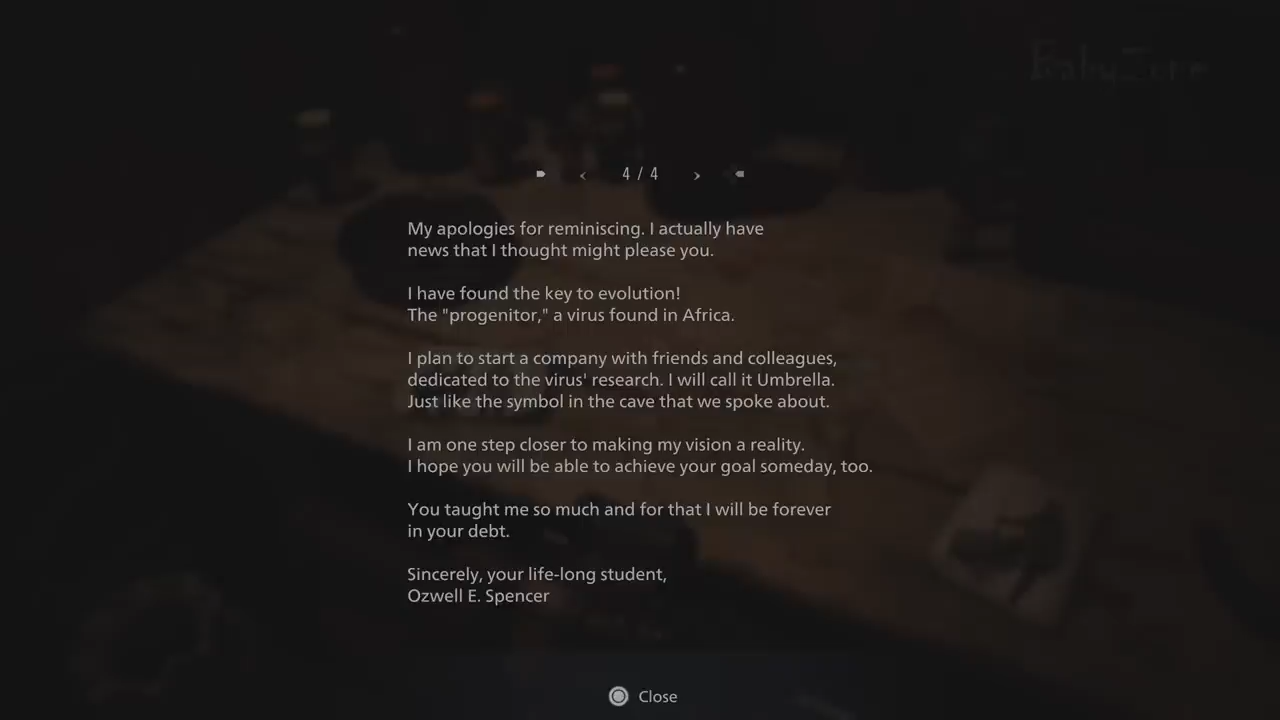 BabyZone
4 / 4
My apologies for reminiscing. I actually have
news that I thought might please you.
I have found the key to evolution!
The "progenitor," a virus found in Africa.
I plan to start a company with friends and colleagues,
dedicated to the virus' research. I will call it Umbrella.
Just like the symbol in the cave that we spoke about.
I am one step closer to making my vision a reality.
I hope you will be able to achieve your goal someday, too.
You taught me so much and for that I will be forever
in your debt.
Sincerely, your life-long student,
Ozwell E. Spencer
Close